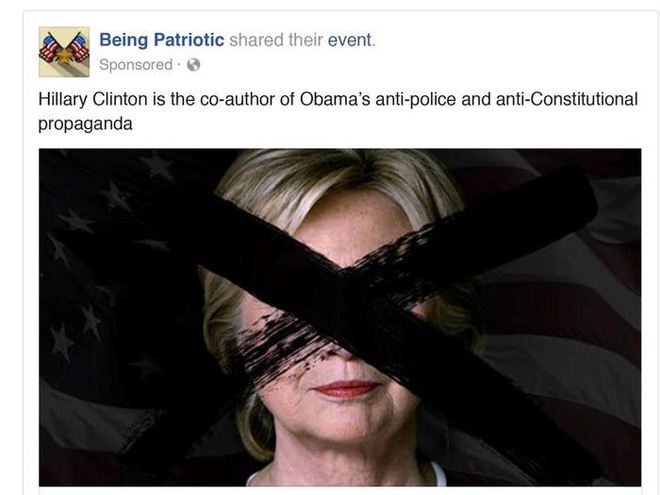 Being Patriotic shared their event.
Sponsored ·
Hillary Clinton is the co-author of Obama’s anti-police and anti-Constitutional
propaganda